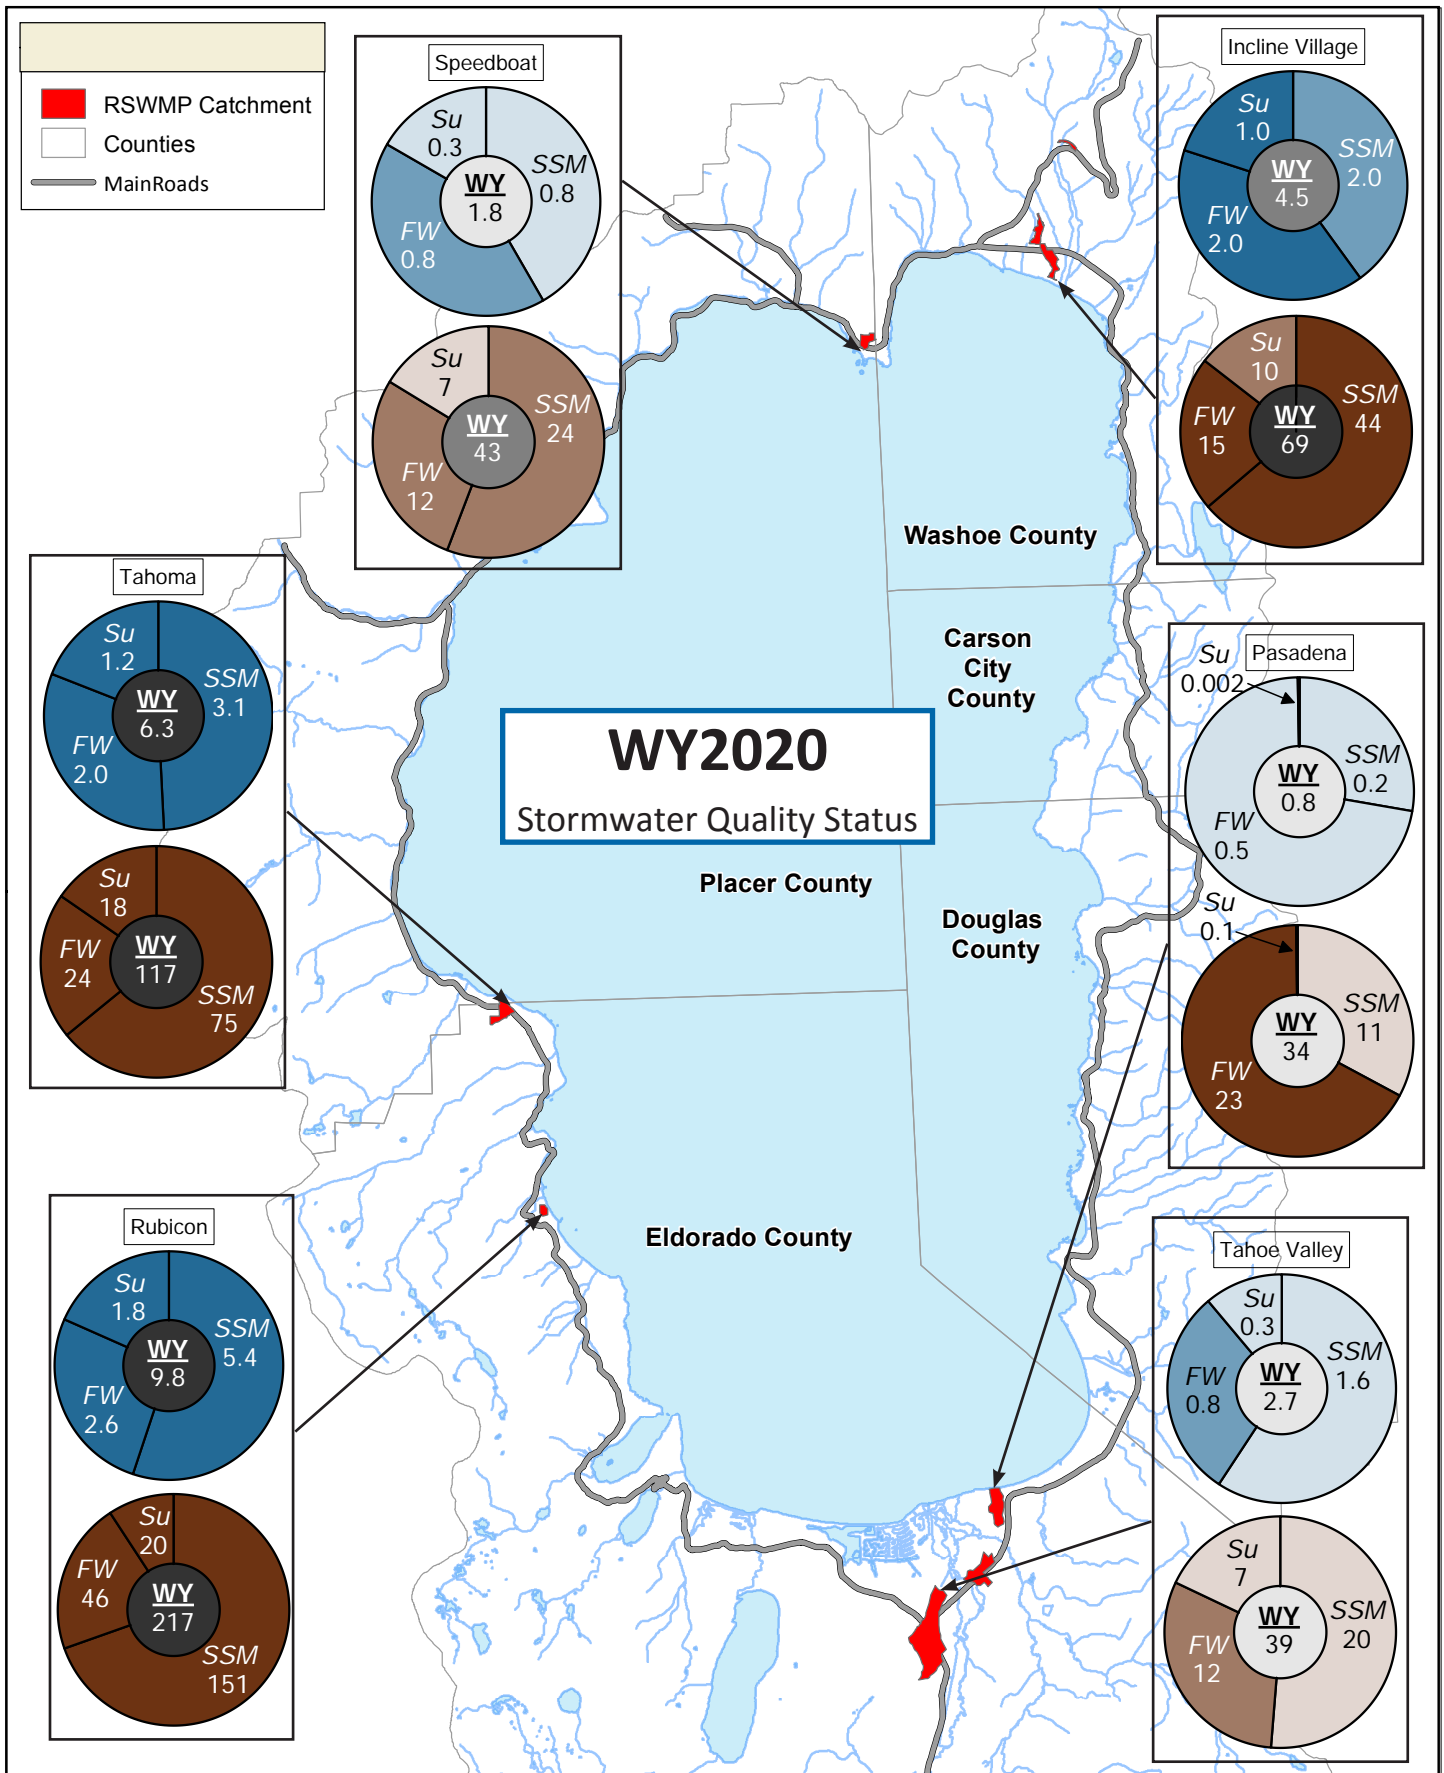 RSWMP Catchment
Counties
MainRoads
Speedboat
Su
0.3
SSM
0.8
WY
1.8
FW
0.8
Su
7
SSM
24
WY
43
FW
12
Incline Village
Su
1.0
SSM
2.0
WY
4.5
FW
2.0
Su
10
SSM
44
FW
15
WY
69
Washoe County
Carson
City
County
WY2020
Stormwater Quality Status
Placer County
Douglas
County
Eldorado County
Tahoma
Su
1.2
SSM
3.1
WY
6.3
FW
2.0
Su
18
FW
24
WY
117
SSM
75
Pasadena
Su
0.002
SSM
0.2
WY
0.8
FW
0.5
Su
0.1
SSM
11
WY
34
FW
23
Rubicon
Su
1.8
SSM
5.4
WY
9.8
FW
2.6
Su
20
FW
46
WY
217
SSM
151
Tahoe Valley
Su
0.3
SSM
1.6
FW
0.8
WY
2.7
Su
7
SSM
20
WY
39
FW
12